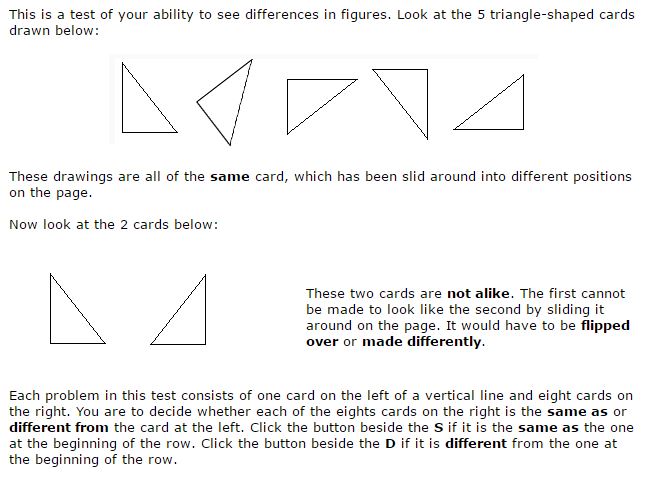 This is a test of your ability to see differences in figures. Look at the 5 triangle-shaped cards
drawn below:
These drawings are all of the same card, which has been slid around into different positions
on the page.
Now look at the 2 cards below:
These two cards are not alike. The first cannot
be made to look like the second by sliding it
around on the page. It would have to be flipped
over or made differently.
Each problem in this test consists of one card on the left of a vertical line and eight cards on
the right. You are to decide whether each of the eights cards on the right is the same as or
different from the card at the left. Click the button beside the S if it is the same as the one
at the beginning of the row. Click the button beside the D if it is different from the one at
the beginning of the row.